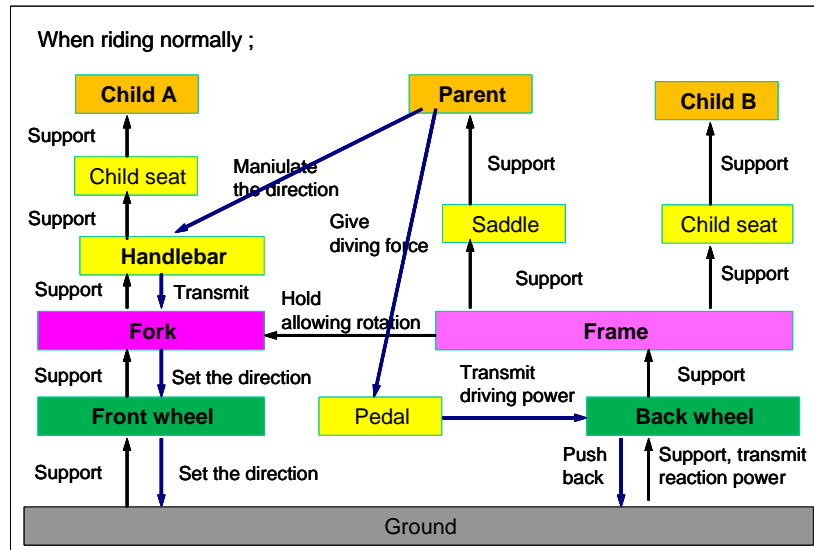 When riding normally ;
Child A
Parent
Child B
Support
Maniulate
the direction
Support
Support
Child seat
Support
Give
diving force
Saddle
Child seat
Handlebar
Support
Transmit
Hold
allowing rotation
Support
Fork
Frame
Support
Set the direction
Transmit
driving power
Support
Front wheel
Pedal
Back wheel
Support
Set the direction
Push
back
Support, transmit
reaction power
Ground